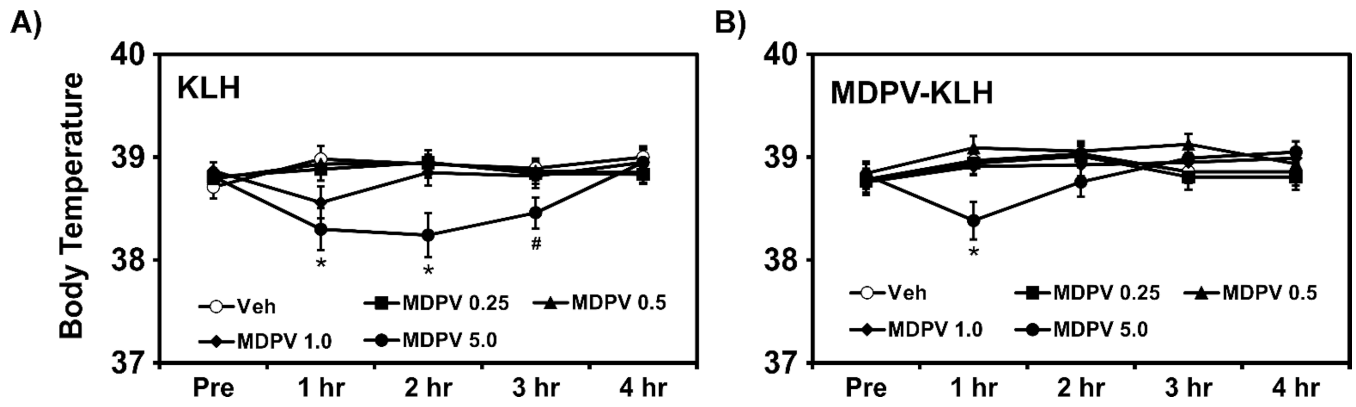 A)
KLH
Body Temperature
40
39
38
37
* * #
Veh MDPV 0.25 MDPV 0.5
MDPV 1.0 MDPV 5.0
Pre 1 hr 2 hr 3 hr 4 hr
B)
MDPV-KLH
40
39
38
37
*
Veh MDPV 0.25 MDPV 0.5
MDPV 1.0 MDPV 5.0
Pre 1 hr 2 hr 3 hr 4 hr